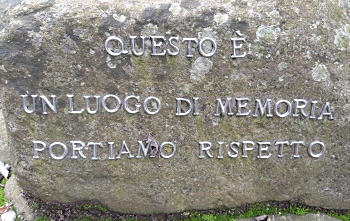 QUESTO È
UN LUOGO DI MEMORIA
PORTIAMO RISPETTO